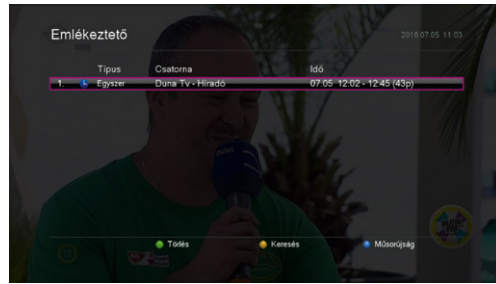 Emlékeztető
2018.07.05 11:03
Típus Csatorna Idő
1. Egyszer Duna Tv - Híradó 07.05 12:02 - 12:45 (43p)
Törlés Keresés Műsorújság